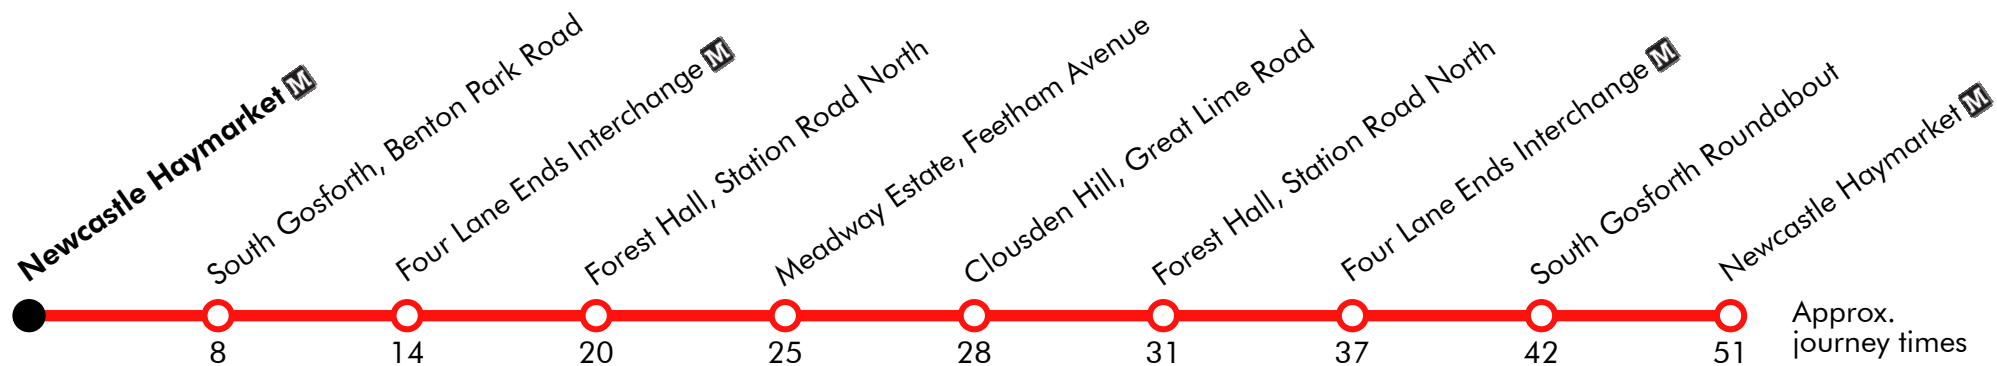 Newcastle Haymarket M
South Gosforth, Benton Park Road
Four Lane Ends Interchange M
Forest Hall, Station Road North
Meadway Estate, Feetham Avenue
Clousden Hill, Great Lime Road
Forest Hall, Station Road North
Four Lane Ends Interchange M
South Gosforth Roundabout
Newcastle Haymarket M
8 14 20 25 28 31 37 42 51
Approx.
journey times